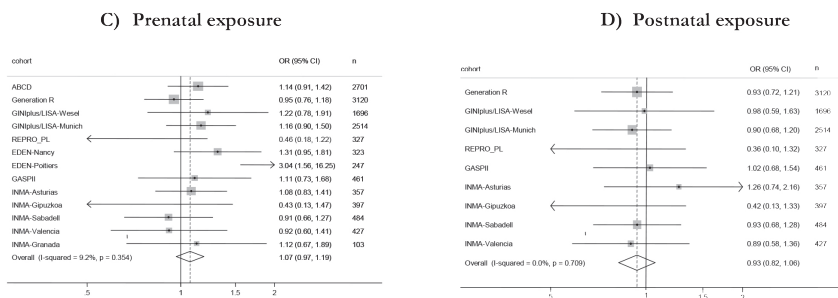 C) Prenatal exposure
cohort OR (95% CI) n
ABCD 1.14 (0.91, 1.42) 2701
Generation R 0.95 (0.76, 1.18) 3120
GINIplus/LISA-Wesel 1.22 (0.78, 1.91) 1696
GINIplus/LISA-Munich 1.16 (0.90, 1.50) 2514
REPRO_PL 0.46 (0.18, 1.22) 327
EDEN-Nancy 1.31 (0.95, 1.81) 323
EDEN-Poitiers 3.04 (1.56, 16.25) 247
GASPII 1.11 (0.73, 1.68) 461
INMA-Asturias 1.08 (0.83, 1.41) 357
INMA-Gipuzkoa 0.43 (0.13, 1.47) 397
INMA-Sabadell 0.91 (0.66, 1.27) 484
INMA-Valencia 0.92 (0.60, 1.41) 427
INMA-Granada 1.12 (0.67, 1.89) 103
Overall (I-squared = 9.2%, p = 0.354) 1.07 (0.97, 1.19)
.5 1 1.5 2
D) Postnatal exposure
cohort OR (95% CI) n
Generation R 0.93 (0.72, 1.21) 3120
GINIplus/LISA-Wesel 0.98 (0.59, 1.63) 1696
GINIplus/LISA-Munich 0.90 (0.68, 1.20) 2514
REPRO_PL 0.36 (0.10, 1.32) 327
GASPII 1.02 (0.68, 1.54) 461
INMA-Asturias 1.26 (0.74, 2.16) 357
INMA-Gipuzkoa 0.42 (0.13, 1.33) 397
INMA-Sabadell 0.93 (0.68, 1.28) 484
INMA-Valencia 0.89 (0.58, 1.36) 427
Overall (I-squared = 0.0%, p = 0.709) 0.93 (0.82, 1.06)
.5 1 1.5 2